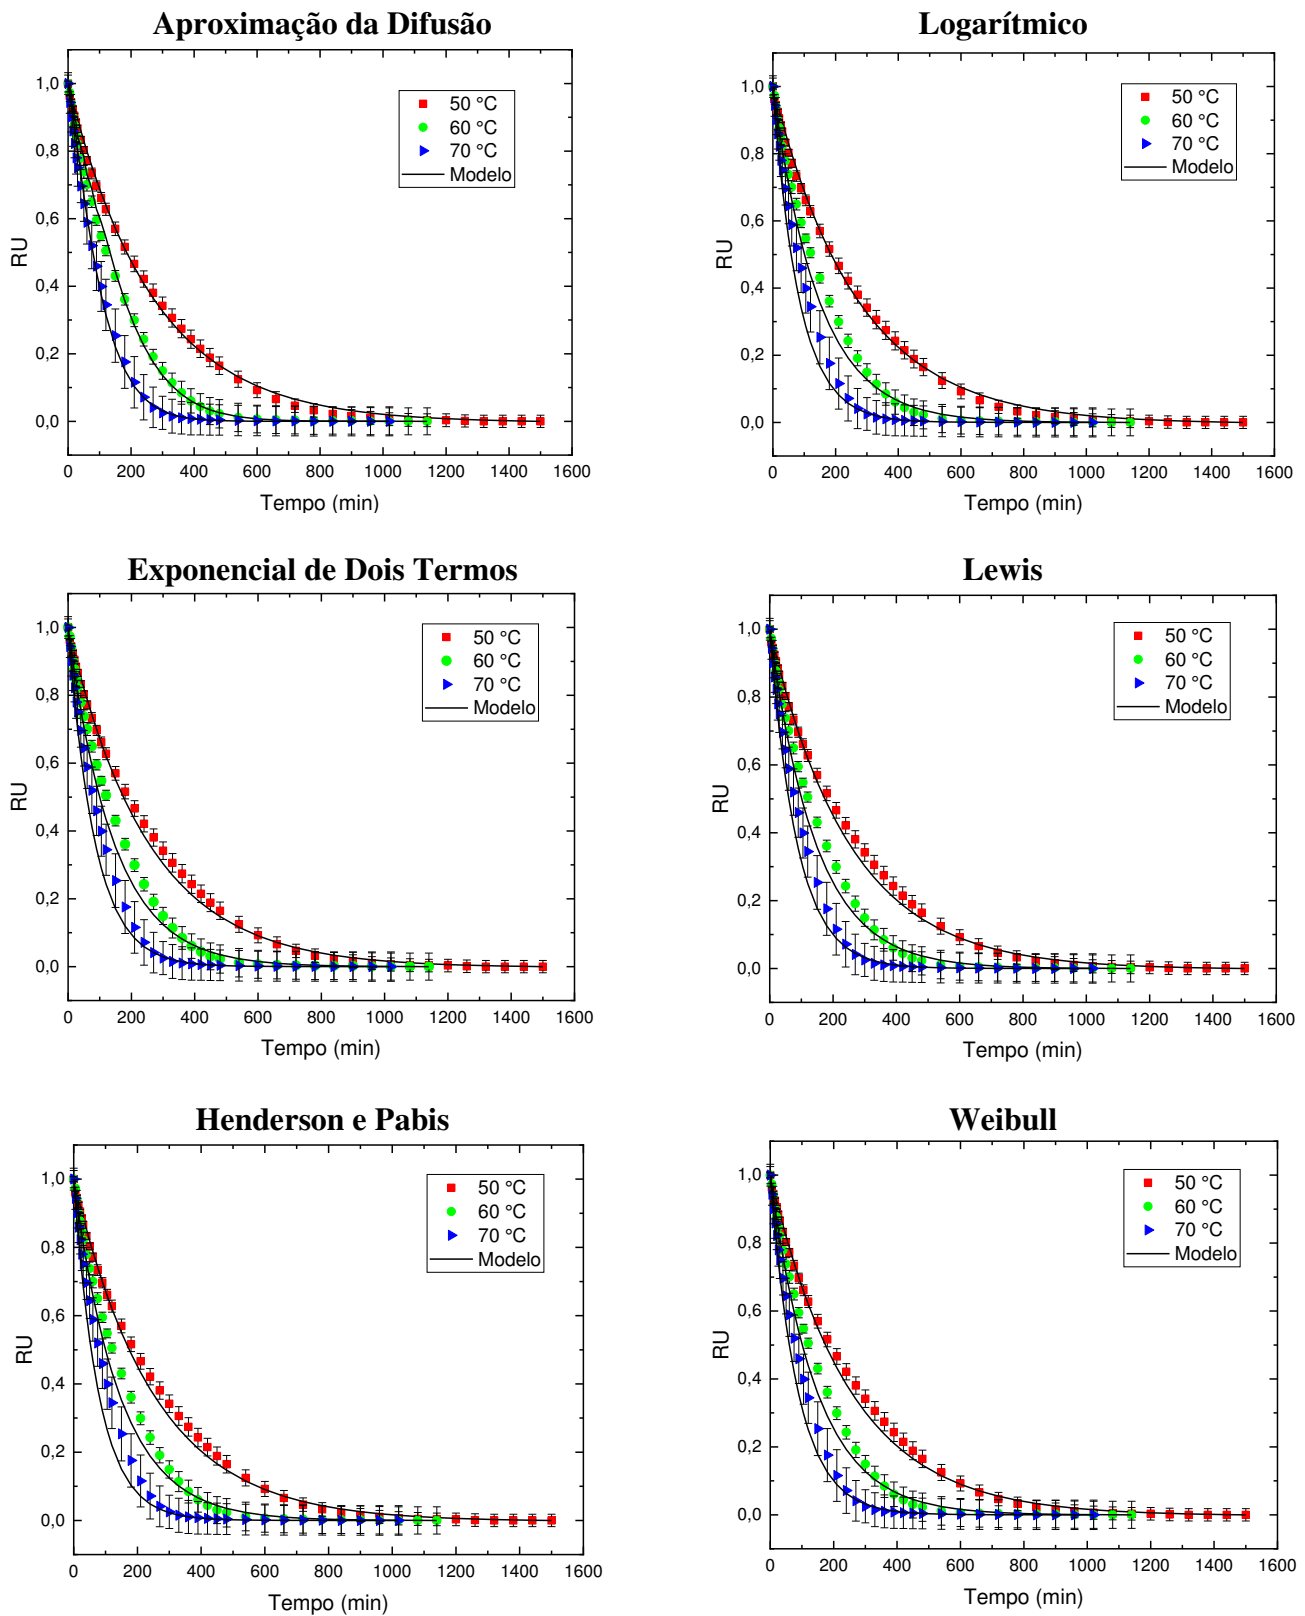 Aproximação da Difusão
50 °C
60 °C
70 °C
Modelo
1,0
0,8
0,6
0,4
0,2
0,0
RU
0 200 400 600 800 1000 1200 1400 1600
Tempo (min)
Logarítmico
50 °C
60 °C
70 °C
Modelo
1,0
0,8
0,6
0,4
0,2
0,0
RU
0 200 400 600 800 1000 1200 1400 1600
Tempo (min)
Exponencial de Dois Termos
50 °C
60 °C
70 °C
Modelo
1,0
0,8
0,6
0,4
0,2
0,0
RU
0 200 400 600 800 1000 1200 1400 1600
Tempo (min)
Lewis
50 °C
60 °C
70 °C
Modelo
1,0
0,8
0,6
0,4
0,2
0,0
RU
0 200 400 600 800 1000 1200 1400 1600
Tempo (min)
Henderson e Pabis
50 °C
60 °C
70 °C
Modelo
1,0
0,8
0,6
0,4
0,2
0,0
RU
0 200 400 600 800 1000 1200 1400 1600
Tempo (min)
Weibull
50 °C
60 °C
70 °C
Modelo
1,0
0,8
0,6
0,4
0,2
0,0
RU
0 200 400 600 800 1000 1200 1400 1600
Tempo (min)